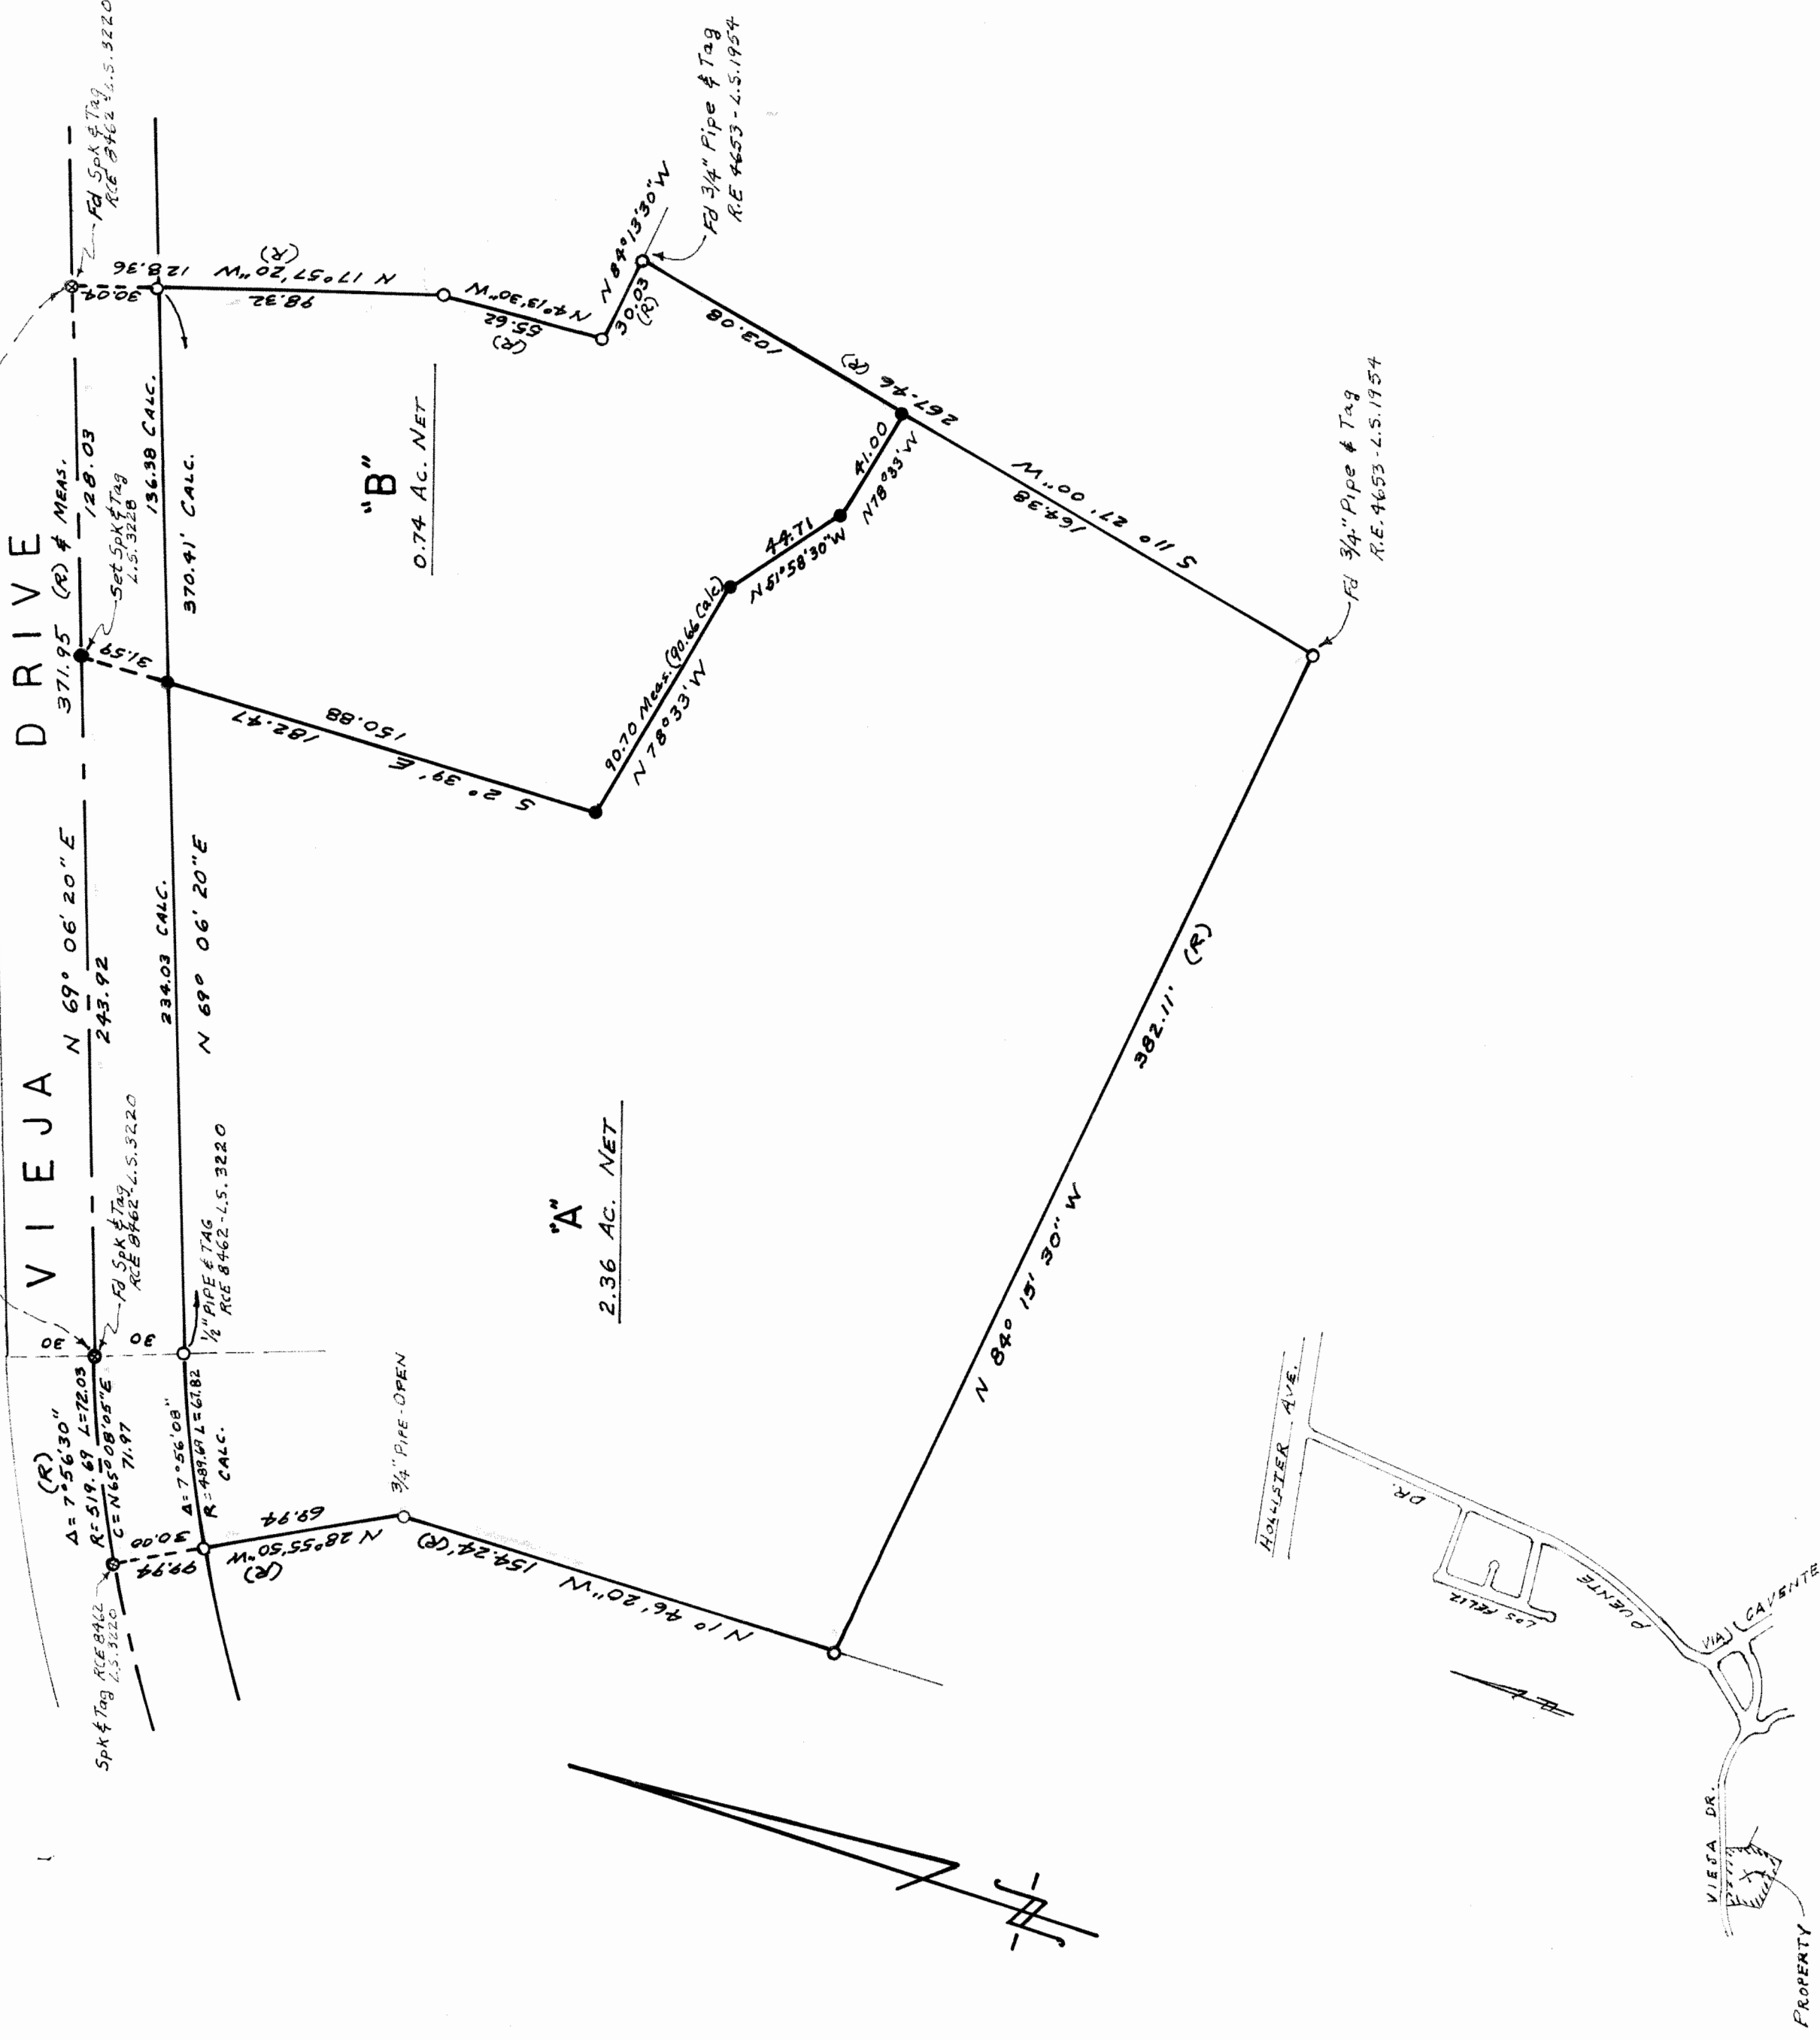 VIEJA DRIVE
N 69° 06' 20" E
371.95 (R) & MEAS.
243.92
128.03
Fd Spk & Tag
RCE 8462-L.S.3220
Set Spk & Tag
L.S.3228
31.59
30.04
128.36
136.38 CALC.
370.41' CALC.
234.03 CALC.
N 69° 06' 20" E
30
30
Fd Spk & Tag
RCE 8462-L.S.3220
1/2" PIPE & TAG
RCE 8462-L.S.3220
(R)
Δ= 7°56'30"
R=519.69 L=72.03
C=N65°08'05"E
71.97
Δ= 7°56'08"
R=489.69 L=67.82
CALC.
Spk & Tag RCE 8462
L.S.3220
30.00
99.94
69.94
N 28°55'50"W
(R)
3/4" PIPE-OPEN
N 1° 46' 20" W 154.24' (R)
"A"
2.36 AC. NET
"B"
0.74 AC. NET
N 17°57'20"W
(R)
98.32
N 4°13'30"W
55.62
(R)
N 84°13'30"W
30.03
(R)
Fd 3/4" Pipe & Tag
R.E 4653-L.S.1954
103.08
267.46 (R)
164.38
S 11° 27' 00" W
41.00
N78°33'W
44.71
N51°58'30"W
90.70 Meas. (90.66 Calc)
N 78°33'W
182.47
150.88
S 2° 39' E
Fd 3/4" Pipe & Tag
R.E. 4653-L.S.1954
N 84° 15' 30" W 382.11' (R)
N
HOLLISTER AVE.
PUENTE DR.
LOS FELIZ
VIA
CAVENTE
VIEJA DR.
PROPERTY